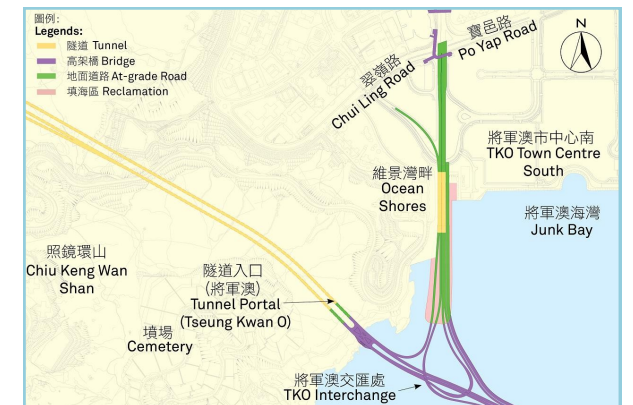 圖例:
Legends:
隧道 Tunnel
高架橋 Bridge
地面道路 At-grade Road
填海區 Reclamation
寶邑路
Po Yap Road
N
翠嶺路
Chui Ling Road
將軍澳市中心南
TKO Town Centre
South
維景灣畔
Ocean
Shores
將軍澳海灣
Junk Bay
照鏡環山
Chiu Keng Wan
Shan
隧道入口
(將軍澳)
Tunnel Portal
(Tseung Kwan O)
墳場
Cemetery
將軍澳交匯處
TKO Interchange